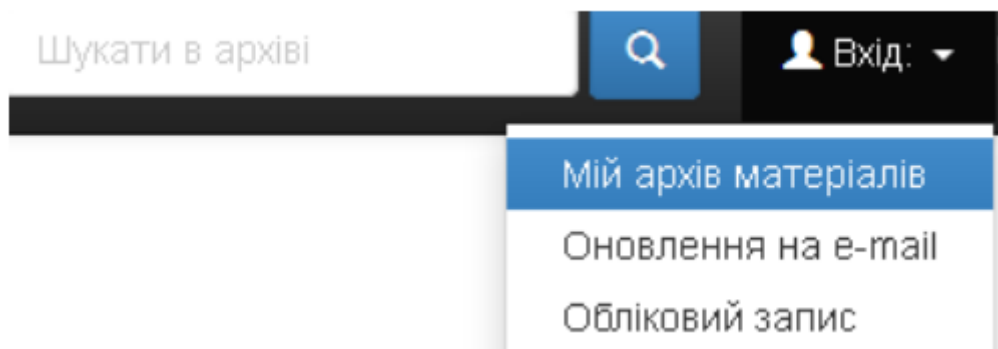 Шукати в архіві
Вхід:
Мій архів матеріалів
Оновлення на e-mail
Обліковий запис